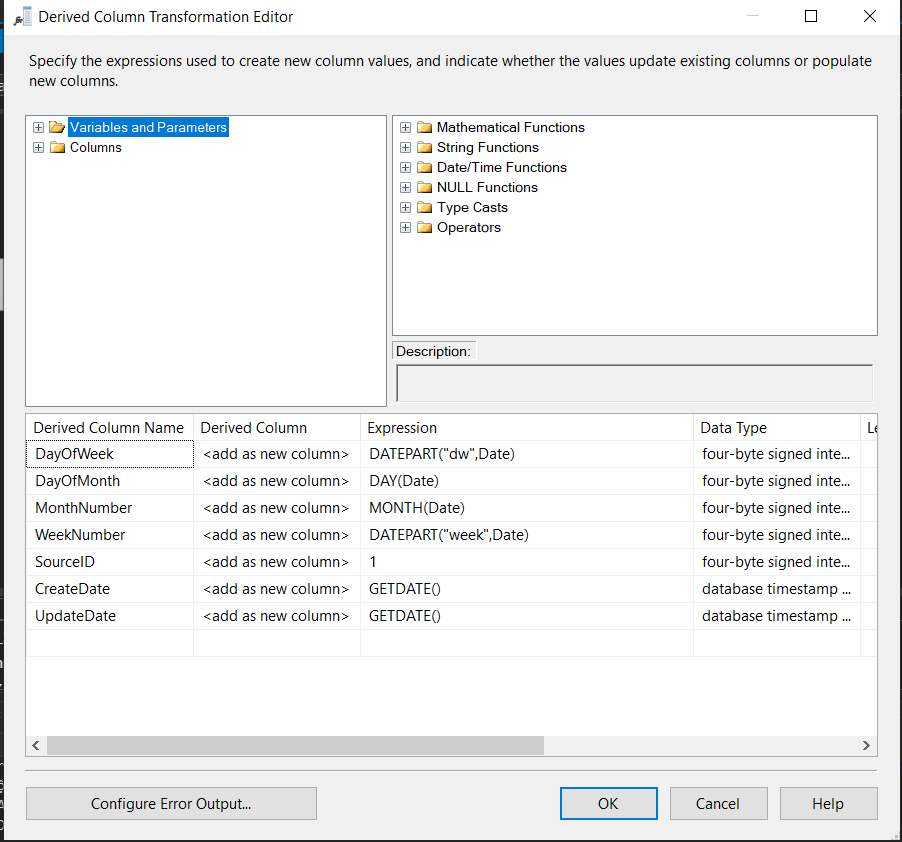 Derived Column Transformation Editor
Specify the expressions used to create new column values, and indicate whether the values update existing columns or populate
new columns.
Variables and Parameters
Columns
Mathematical Functions
String Functions
Date/Time Functions
NULL Functions
Type Casts
Operators
Description:
Derived Column Name Derived Column Expression Data Type Le
DayOfWeek <add as new column> DATEPART("dw",Date) four-byte signed inte...
DayOfMonth <add as new column> DAY(Date) four-byte signed inte...
MonthNumber <add as new column> MONTH(Date) four-byte signed inte...
WeekNumber <add as new column> DATEPART("week",Date) four-byte signed inte...
SourceID <add as new column> 1 four-byte signed inte...
CreateDate <add as new column> GETDATE() database timestamp ...
UpdateDate <add as new column> GETDATE() database timestamp ...
Configure Error Output... OK Cancel Help